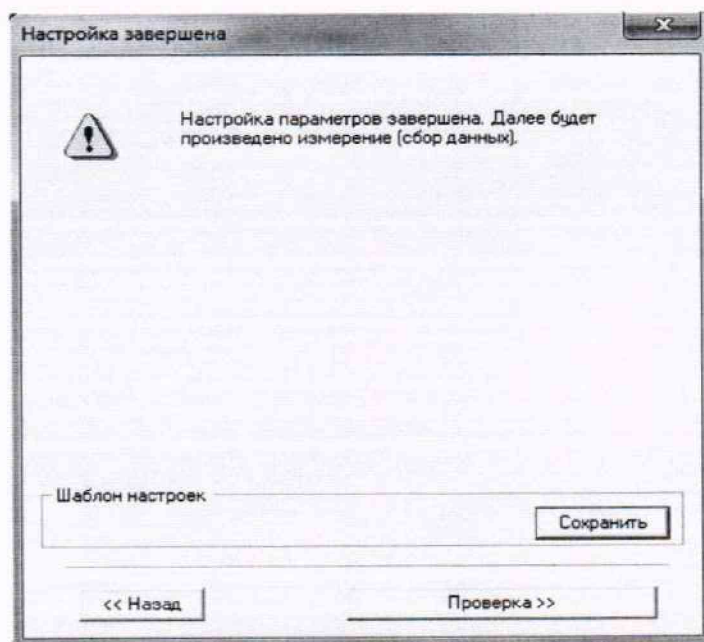 Настройка завершена
Настройка параметров завершена. Далее будет
произведено измерение (сбор данных).
Шаблон настроек
Сохранить
<< Назад
Проверка >>